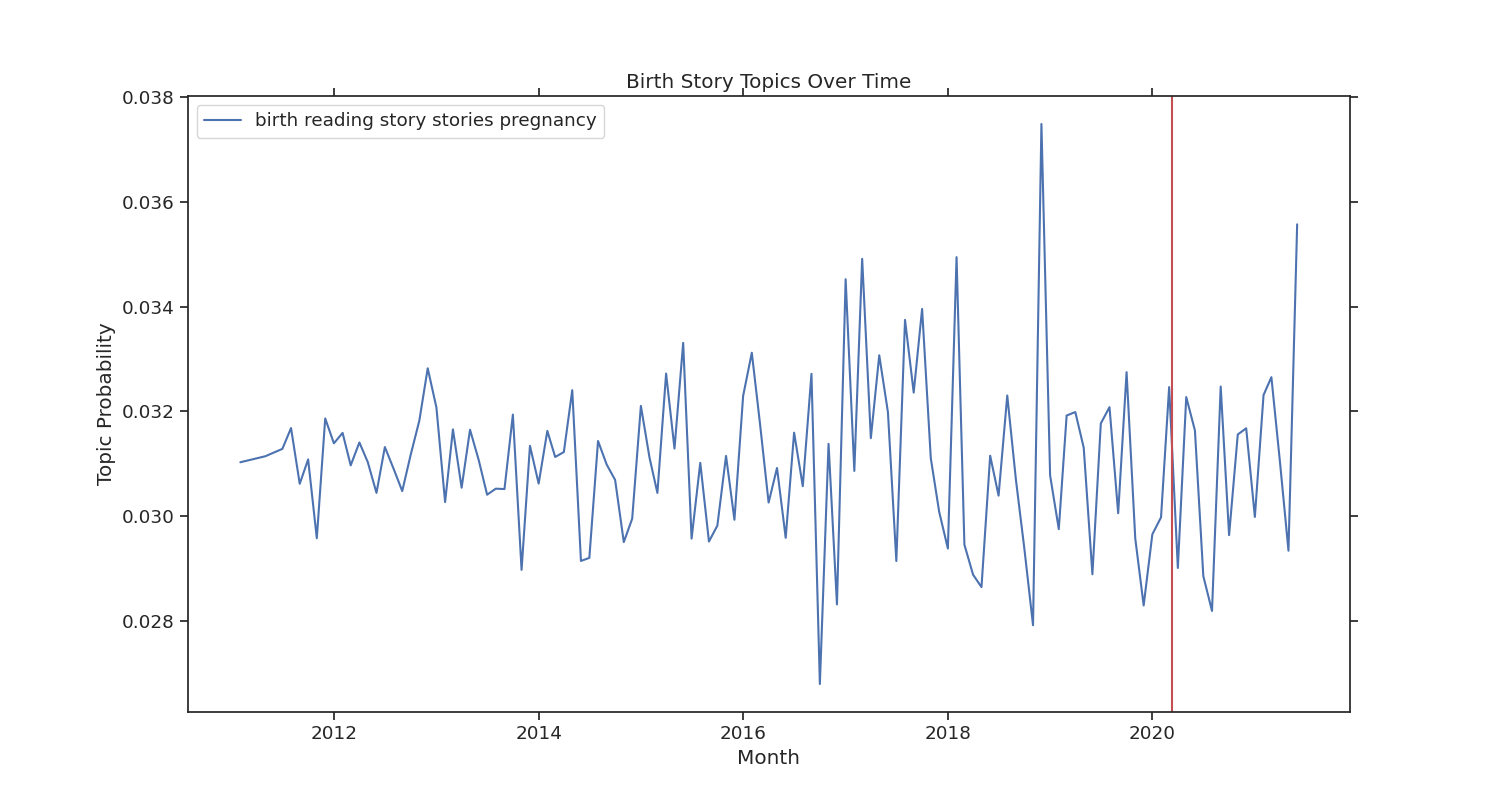 Birth Story Topics Over Time
birth reading story stories pregnancy
0.038
0.036
0.034
0.032
0.030
0.028
Topic Probability
2012 2014 2016 2018 2020
Month